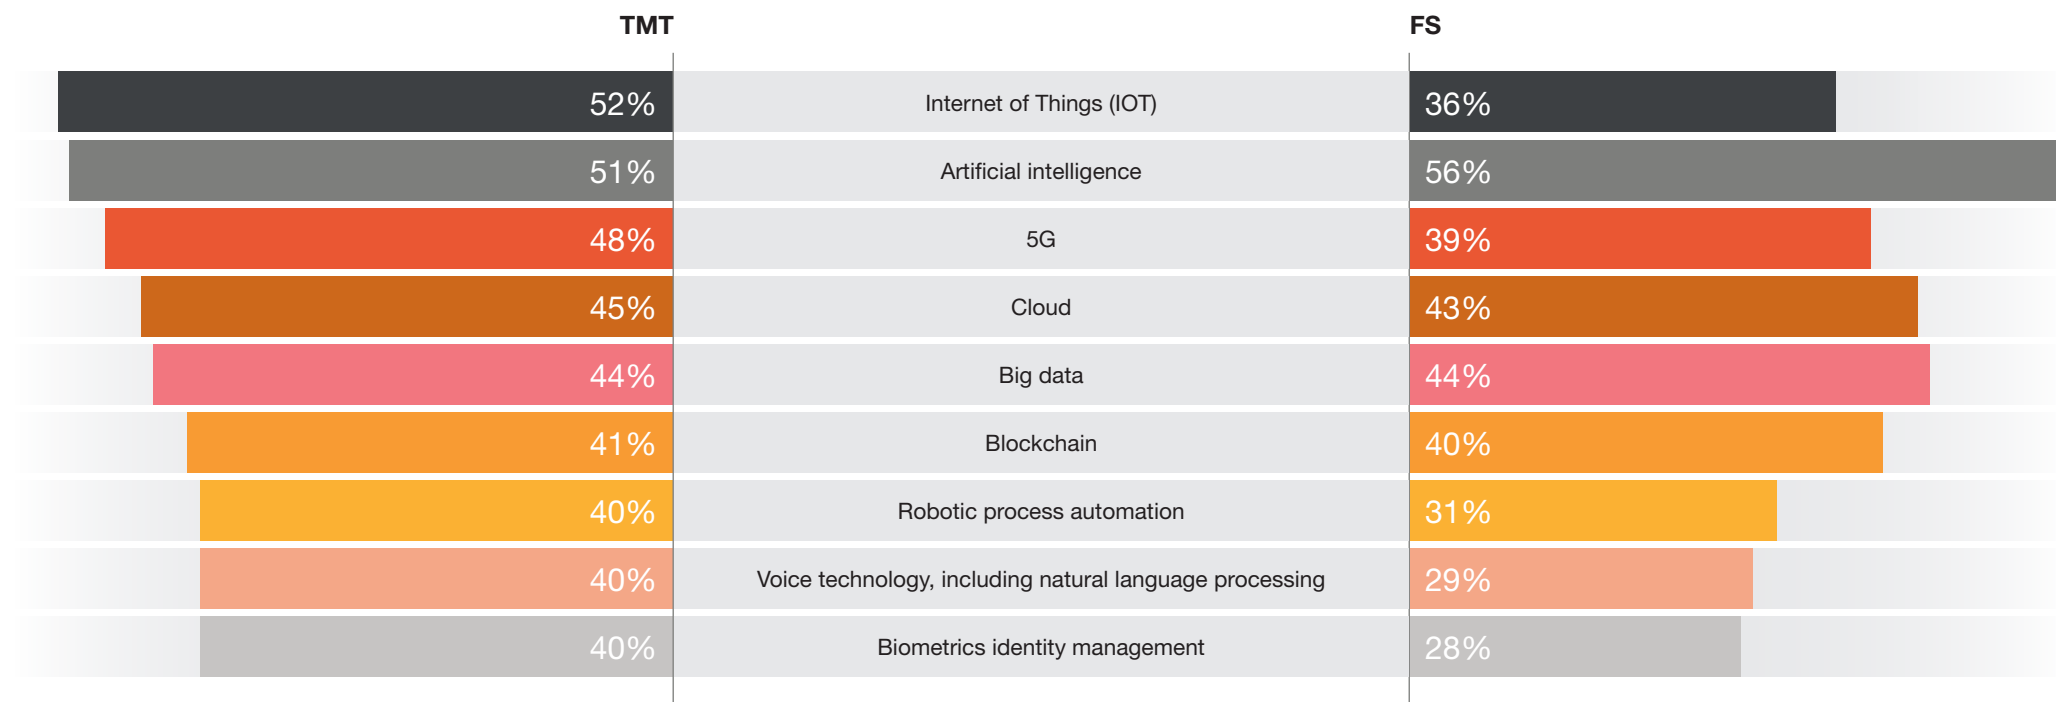 TMT FS
52% Internet of Things (IOT) 36%
51% Artificial intelligence 56%
48% 5G 39%
45% Cloud 43%
44% Big data 44%
41% Blockchain 40%
40% Robotic process automation 31%
40% Voice technology, including natural language processing 29%
40% Biometrics identity management 28%